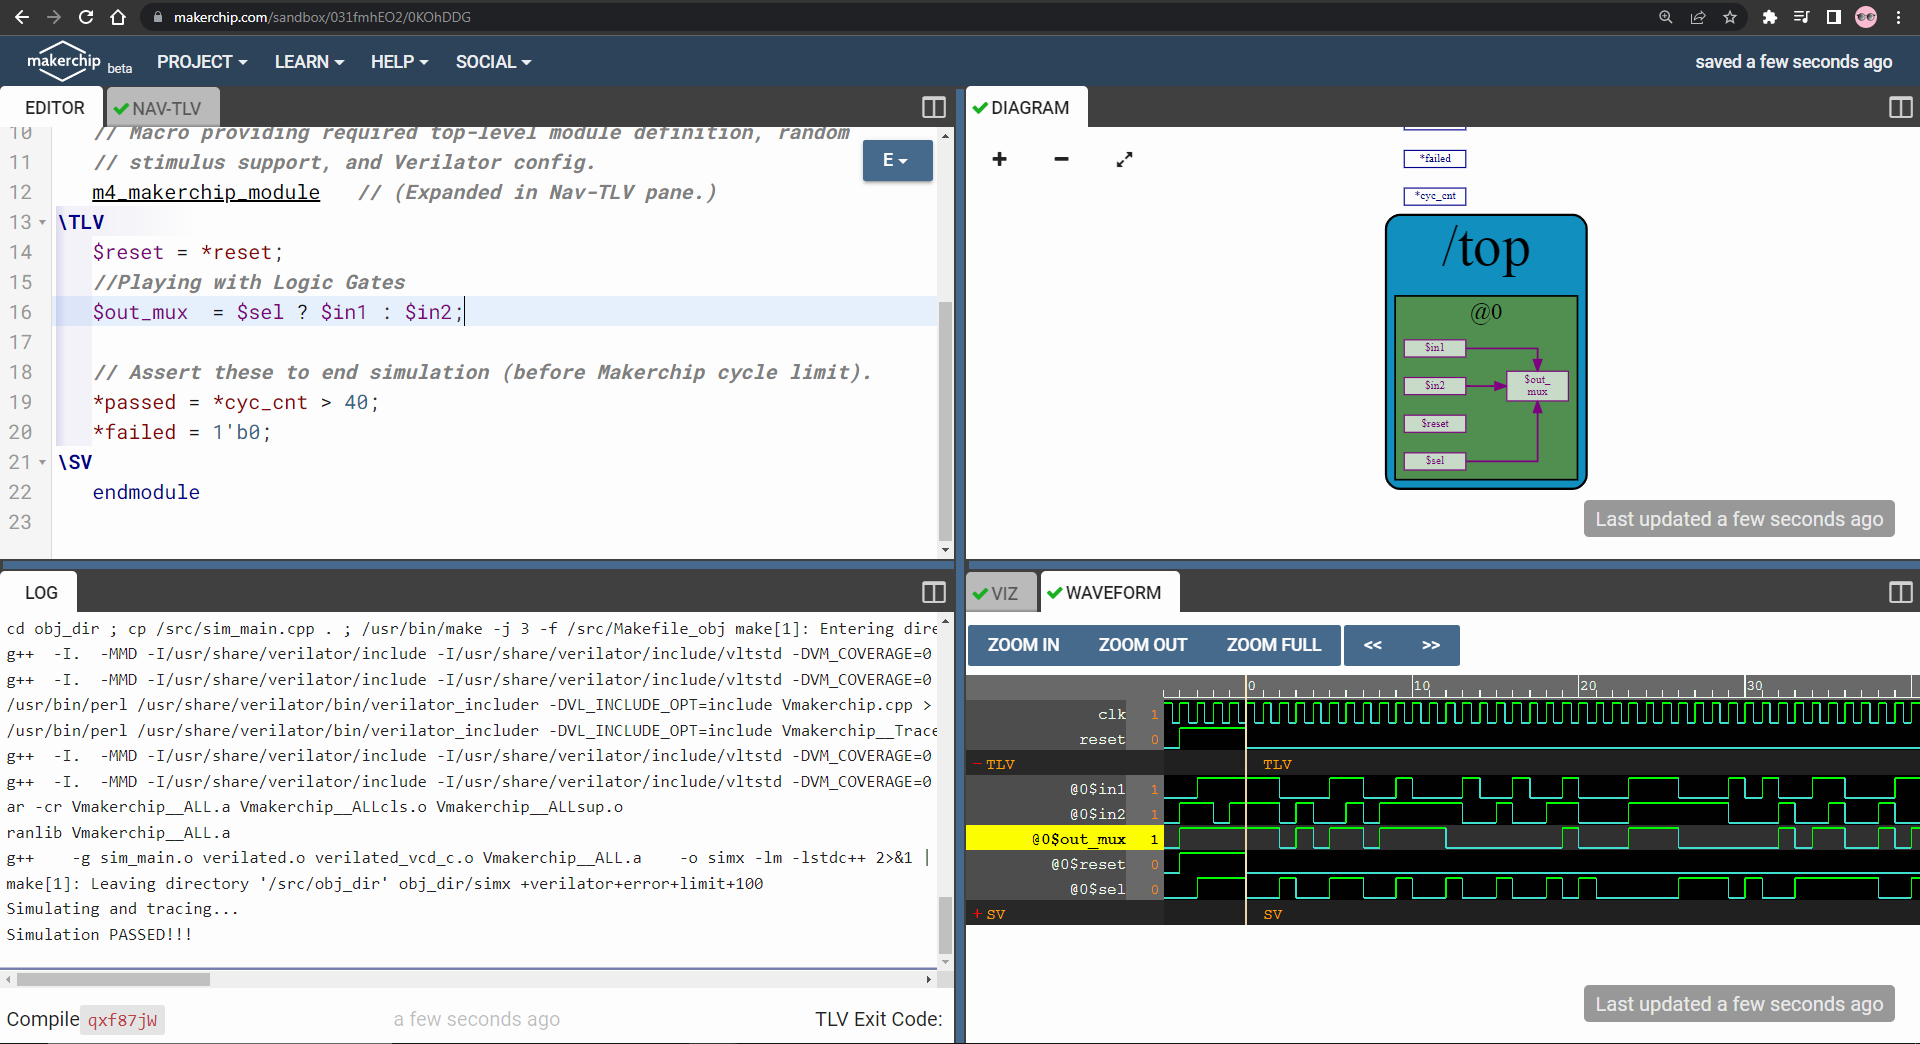 makerchip.com/sandbox/031fmhEO2/0KOhDDG
makerchip beta PROJECT LEARN HELP SOCIAL saved a few seconds ago
EDITOR NAV-TLV
10 // Macro providing required top-level module definition, random
11 // stimulus support, and Verilator config.
12 m4_makerchip_module // (Expanded in Nav-TLV pane.)
13 \TLV
14 $reset = *reset;
15 //Playing with Logic Gates
16 $out_mux = $sel ? $in1 : $in2;
17
18 // Assert these to end simulation (before Makerchip cycle limit).
19 *passed = *cyc_cnt > 40;
20 *failed = 1'b0;
21 \SV
22 endmodule
23
E
DIAGRAM
+ −
*failed
*cyc_cnt
/top
@0
$in1
$in2
$out_
mux
$reset
$sel
Last updated a few seconds ago
LOG
cd obj_dir ; cp /src/sim_main.cpp . ; /usr/bin/make -j 3 -f /src/Makefile_obj make[1]: Entering dire
g++ -I. -MMD -I/usr/share/verilator/include -I/usr/share/verilator/include/vltstd -DVM_COVERAGE=0
g++ -I. -MMD -I/usr/share/verilator/include -I/usr/share/verilator/include/vltstd -DVM_COVERAGE=0
/usr/bin/perl /usr/share/verilator/bin/verilator_includer -DVL_INCLUDE_OPT=include Vmakerchip.cpp >
/usr/bin/perl /usr/share/verilator/bin/verilator_includer -DVL_INCLUDE_OPT=include Vmakerchip__Trace
g++ -I. -MMD -I/usr/share/verilator/include -I/usr/share/verilator/include/vltstd -DVM_COVERAGE=0
g++ -I. -MMD -I/usr/share/verilator/include -I/usr/share/verilator/include/vltstd -DVM_COVERAGE=0
ar -cr Vmakerchip__ALL.a Vmakerchip__ALLcls.o Vmakerchip__ALLsup.o
ranlib Vmakerchip__ALL.a
g++ -g sim_main.o verilated.o verilated_vcd_c.o Vmakerchip__ALL.a -o simx -lm -lstdc++ 2>&1 |
make[1]: Leaving directory '/src/obj_dir' obj_dir/simx +verilator+error+limit+100
Simulating and tracing...
Simulation PASSED!!!
Compile qxf87jW a few seconds ago TLV Exit Code:
VIZ WAVEFORM
ZOOM IN ZOOM OUT ZOOM FULL << >>
0 10 20 30
clk 1
reset 0
− TLV TLV
@0$in1 1
@0$in2 1
@0$out_mux 1
@0$reset 0
@0$sel 0
+ SV SV
Last updated a few seconds ago